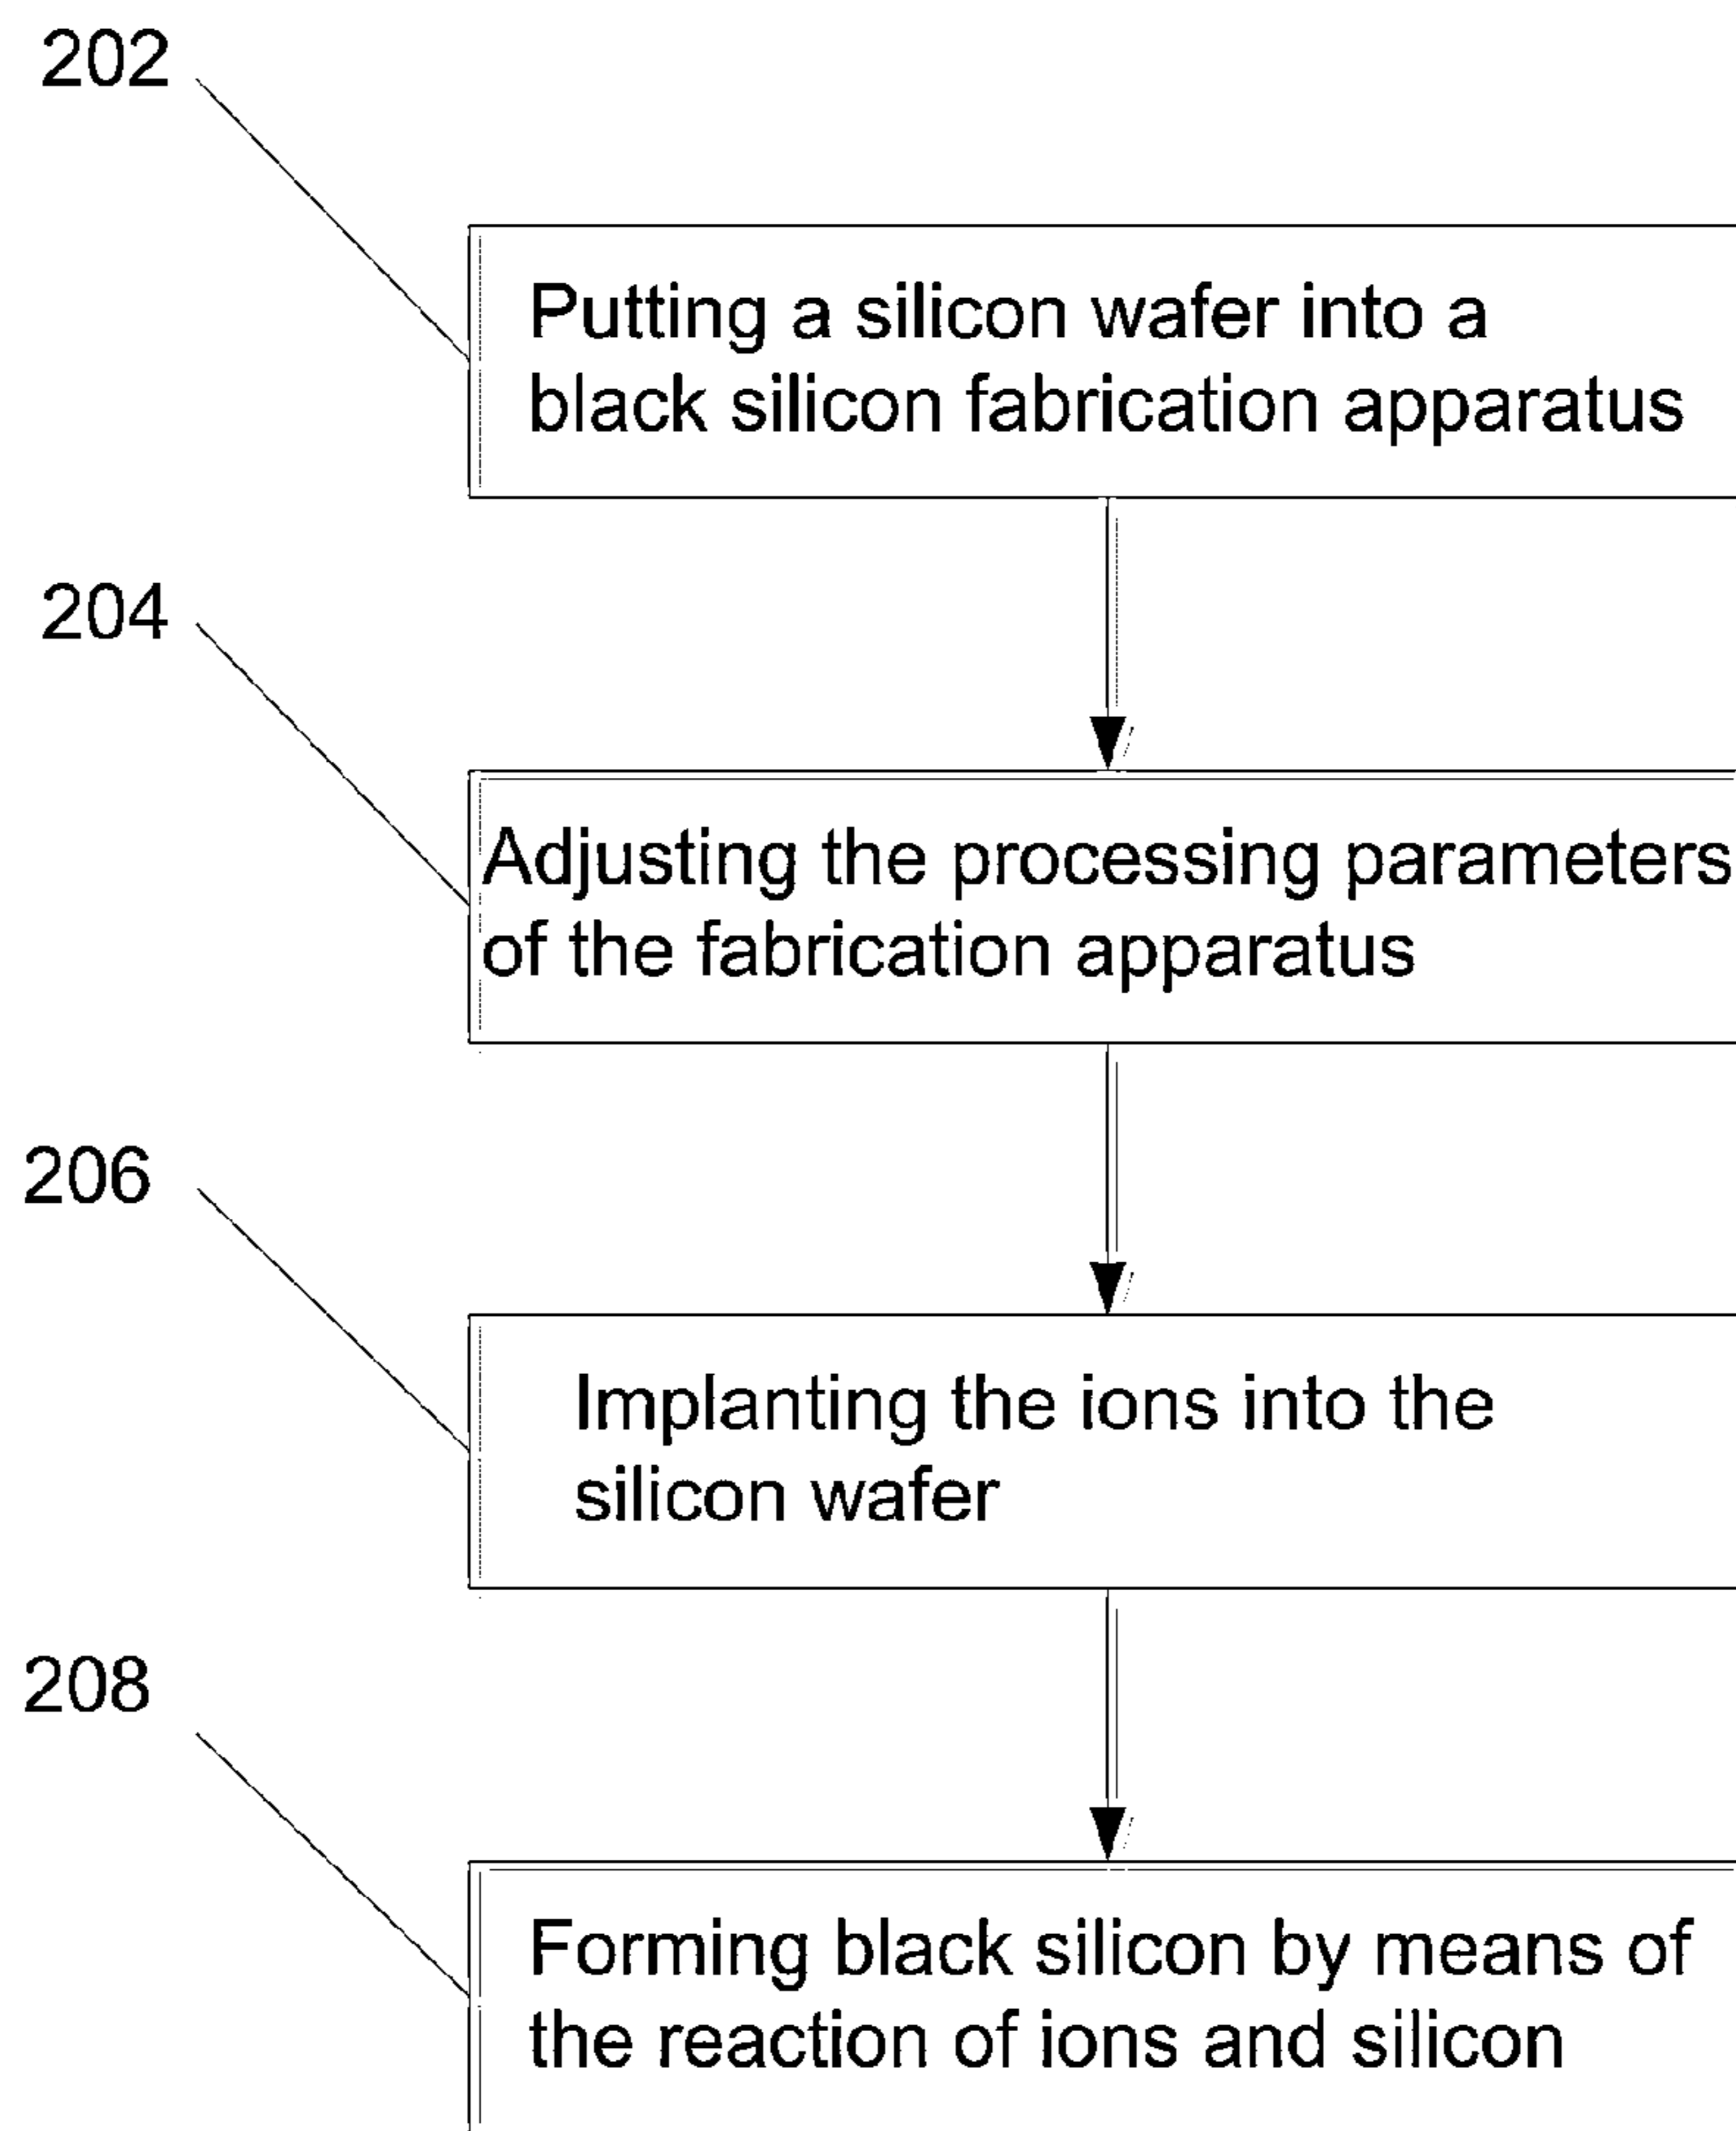 202
Putting a silicon wafer into a
black silicon fabrication apparatus
204
Adjusting the processing parameters
of the fabrication apparatus
206
Implanting the ions into the
silicon wafer
208
Forming black silicon by means of
the reaction of ions and silicon